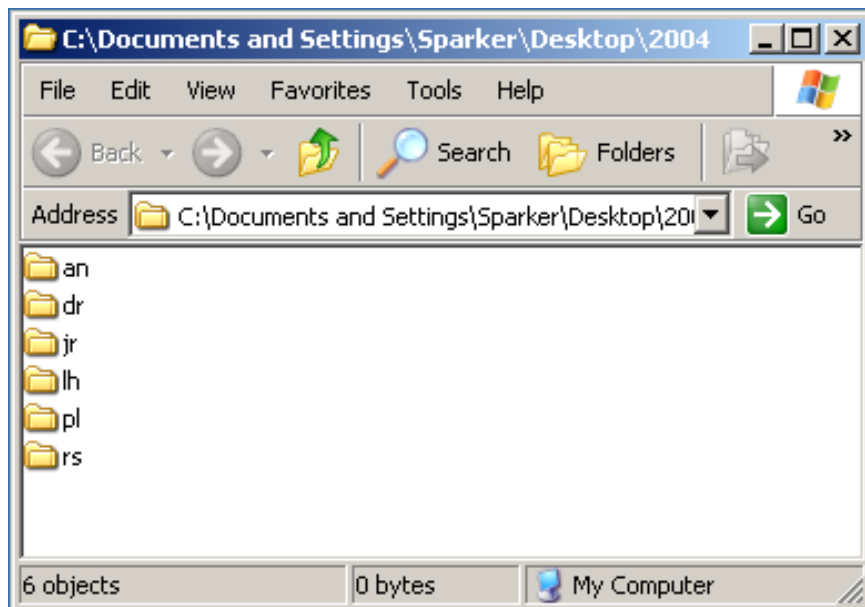 C:\Documents and Settings\Sparker\Desktop\2004
File Edit View Favorites Tools Help
Back Search Folders »
Address C:\Documents and Settings\Sparker\Desktop\20 Go
an
dr
jr
lh
pl
rs
6 objects 0 bytes My Computer